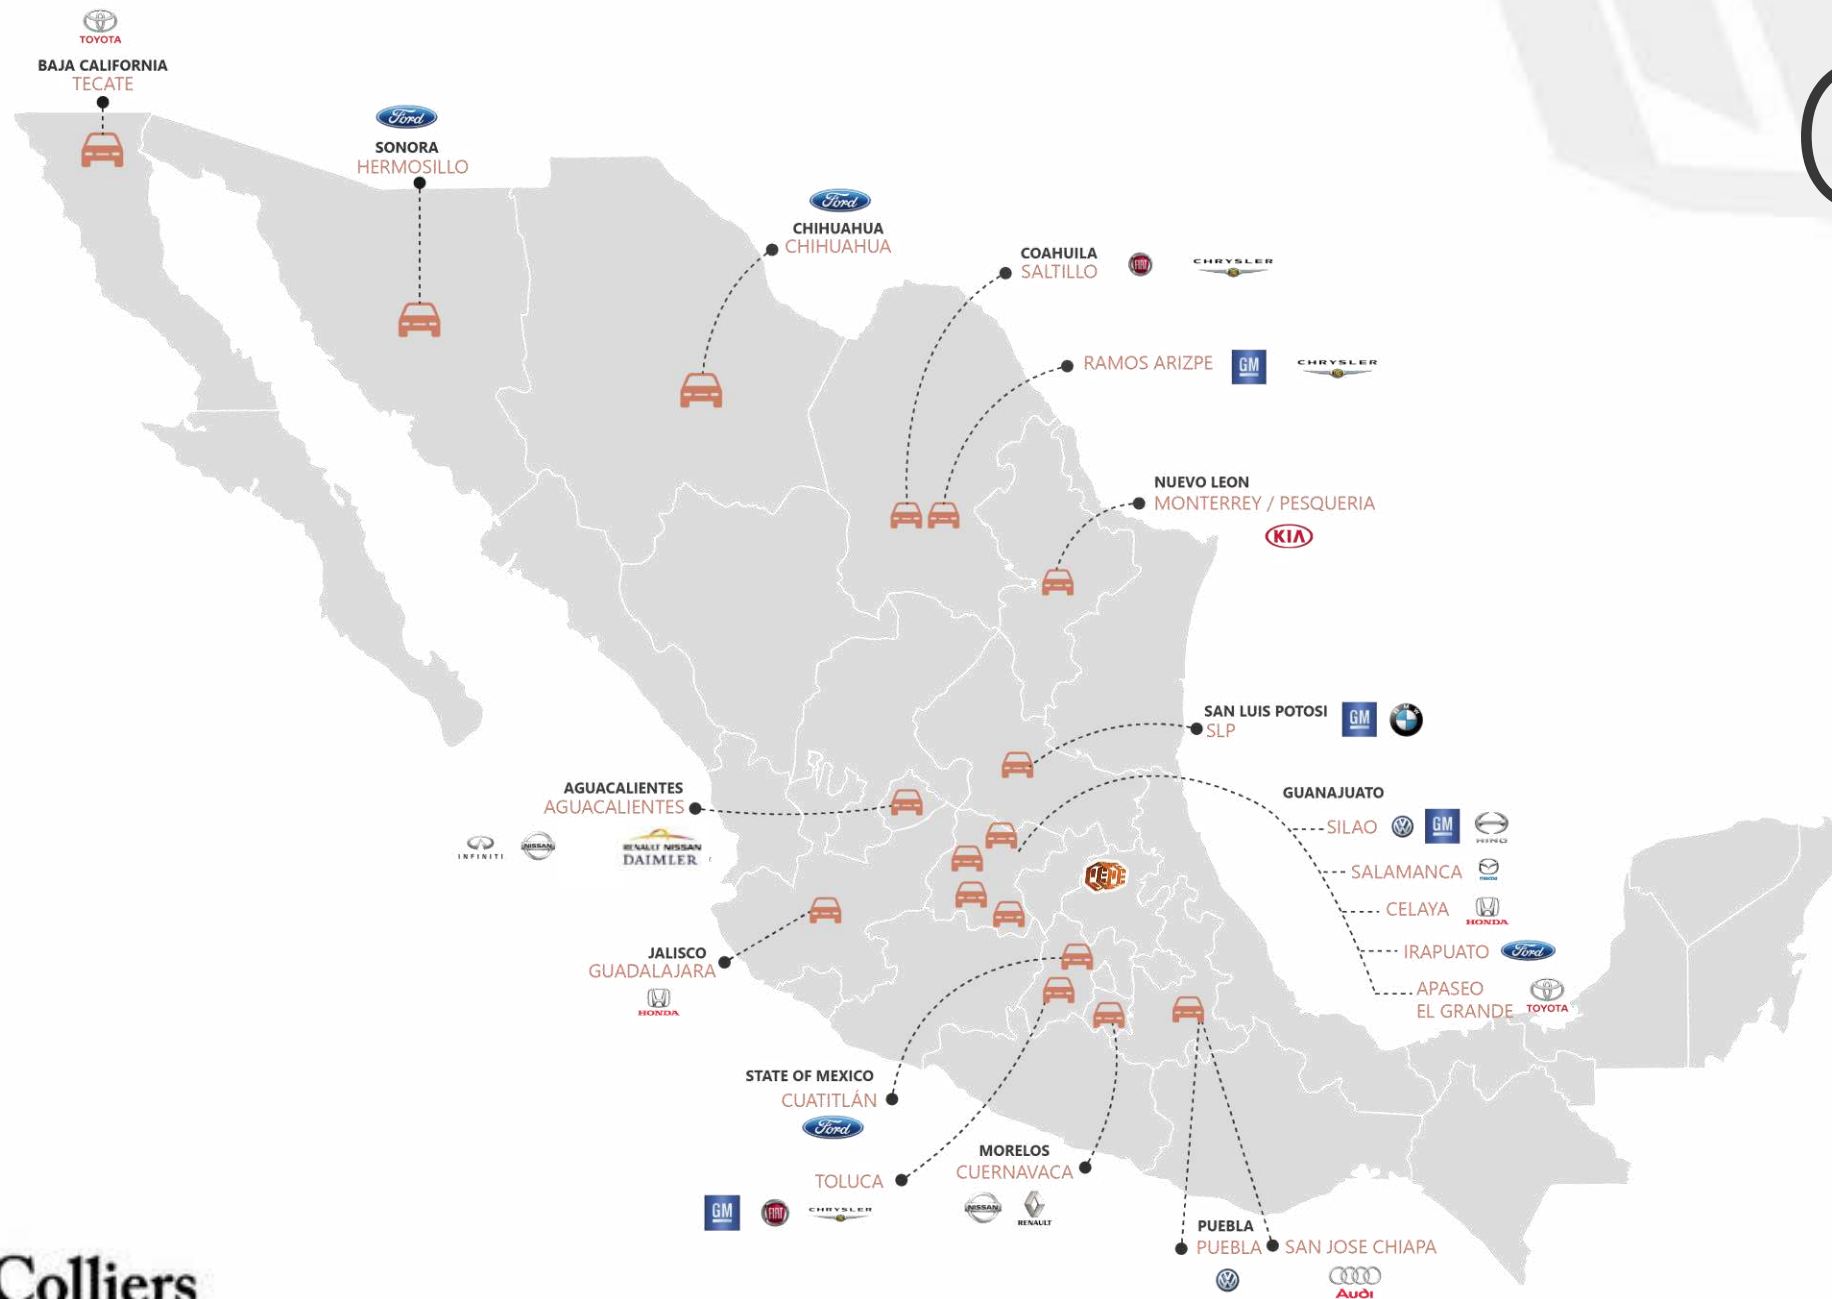 TOYOTA
BAJA CALIFORNIA
TECATE
Ford
SONORA
HERMOSILLO
Ford
CHIHUAHUA
CHIHUAHUA
COAHUILA
SALTILLO
FIAT
CHRYSLER
RAMOS ARIZPE
GM
CHRYSLER
NUEVO LEON
MONTERREY / PESQUERIA
KIA
SAN LUIS POTOSI
SLP
GM
BMW
AGUACALIENTES
AGUACALIENTES
INFINITI
NISSAN
RENAULT NISSAN
DAIMLER
GUANAJUATO
SILAO
GM
HINO
SALAMANCA
mazda
CELAYA
HONDA
IRAPUATO
Ford
APASEO
EL GRANDE
TOYOTA
JALISCO
GUADALAJARA
HONDA
STATE OF MEXICO
CUATITLÁN
Ford
TOLUCA
GM
FIAT
CHRYSLER
MORELOS
CUERNAVACA
NISSAN
RENAULT
PUEBLA
PUEBLA
SAN JOSE CHIAPA
Audi
Colliers